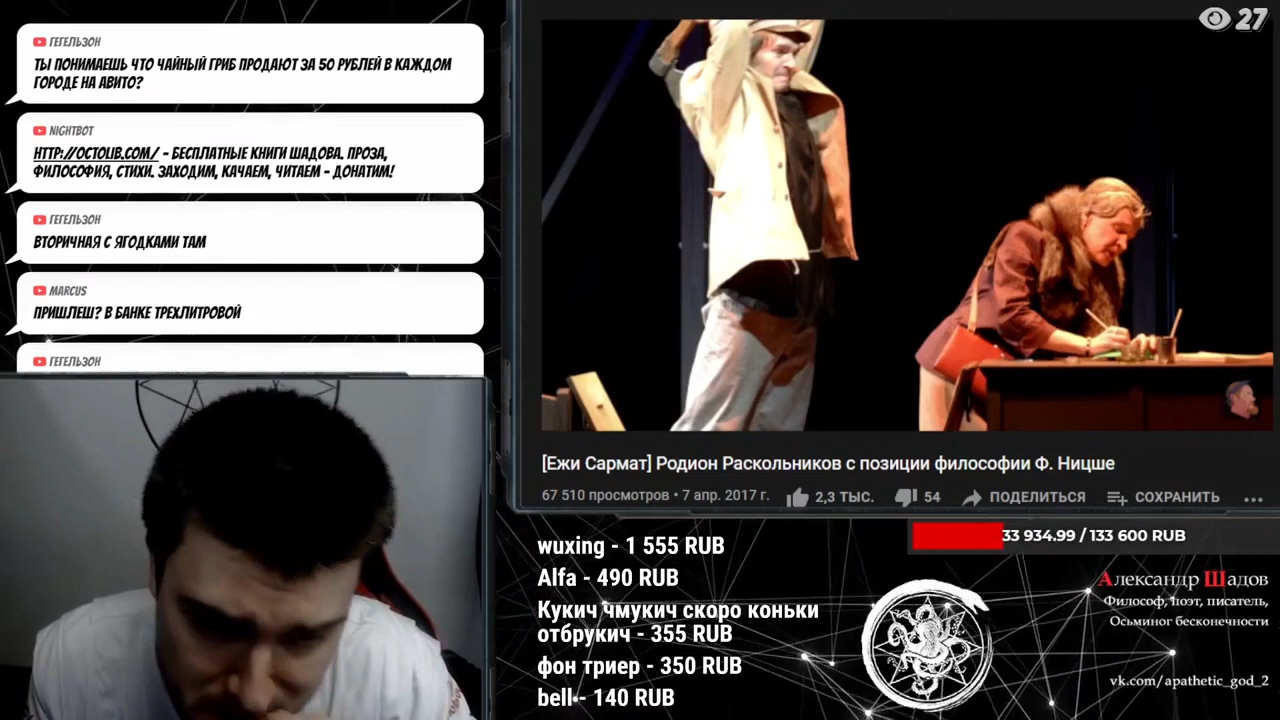 ГЕГЕЛЬЗОН
ТЫ ПОНИМАЕШЬ ЧТО ЧАЙНЫЙ ГРИБ ПРОДАЮТ ЗА 50 РУБЛЕЙ В КАЖДОМ
ГОРОДЕ НА АВИТО?
NIGHTBOT
HTTP://OCTOLIB.COM/ - БЕСПЛАТНЫЕ КНИГИ ШАДОВА. ПРОЗА,
ФИЛОСОФИЯ, СТИХИ. ЗАХОДИМ, КАЧАЕМ, ЧИТАЕМ - ДОНАТИМ!
ГЕГЕЛЬЗОН
ВТОРИЧНАЯ С ЯГОДКАМИ ТАМ
MARCUS
ПРИШЛЕШ? В БАНКЕ ТРЕХЛИТРОВОЙ
ГЕГЕЛЬЗОН
27
[Ежи Сармат] Родион Раскольников с позиции философии Ф. Ницше
67 510 просмотров • 7 апр. 2017 г.
2,3 ТЫС.
54
ПОДЕЛИТЬСЯ
СОХРАНИТЬ
33 934.99 / 133 600 RUB
wuxing - 1 555 RUB
Alfa - 490 RUB
Кукич чмукич скоро коньки
отбрукич - 355 RUB
фон триер - 350 RUB
bell - 140 RUB
Александр Шадов
Философ, поэт, писатель,
Осьминог бесконечности
vk.com/apathetic_god_2